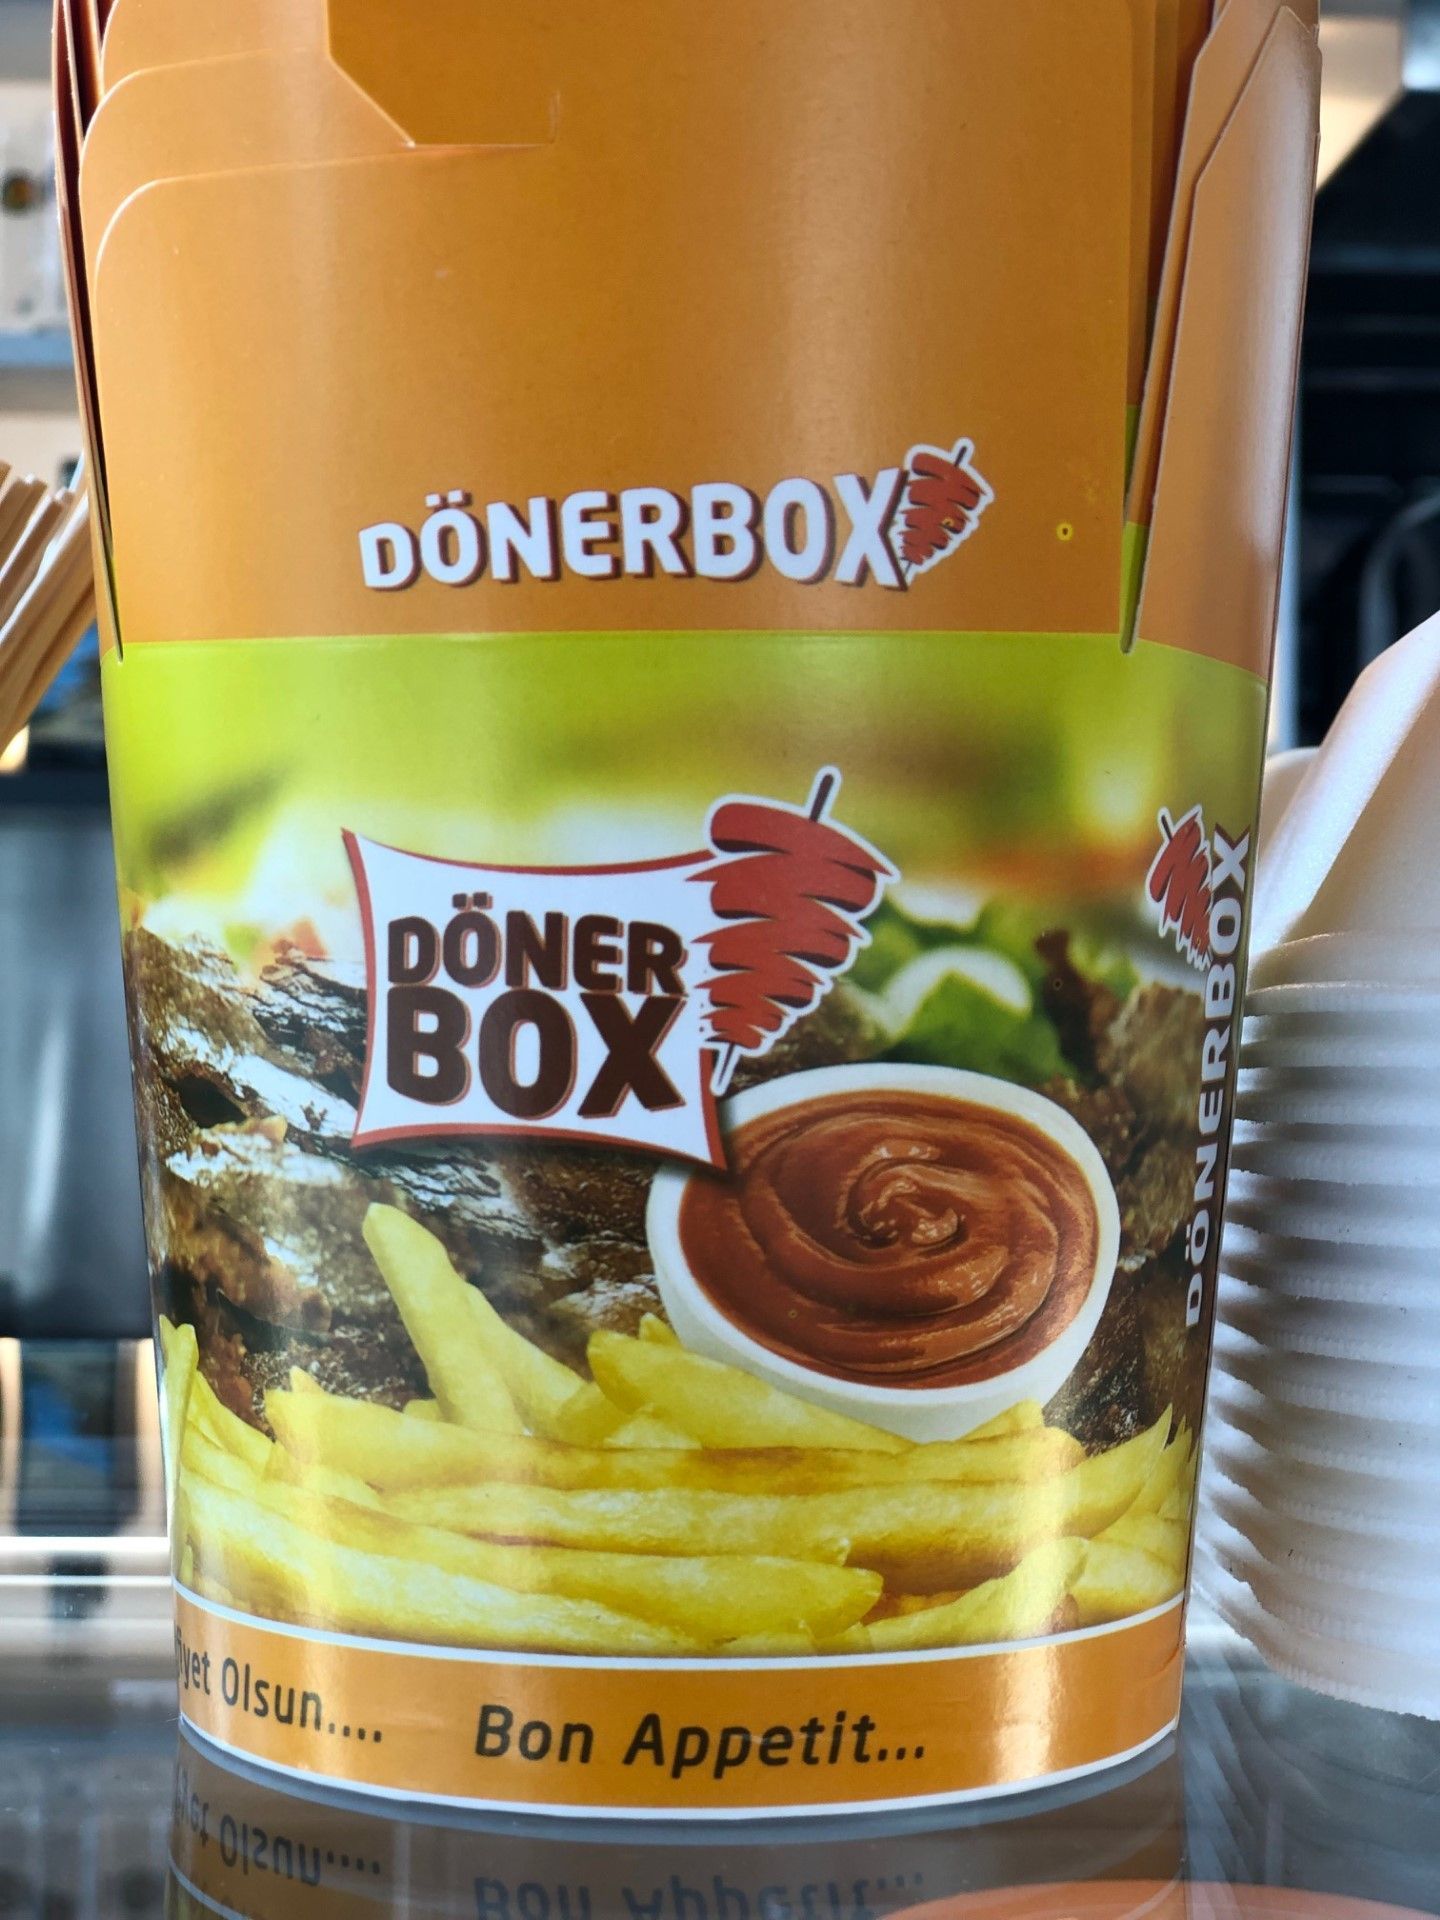 DÖNERBOX
DÖNER
BOX
DÖNERBOX
Olsun....
Bon Appetit...